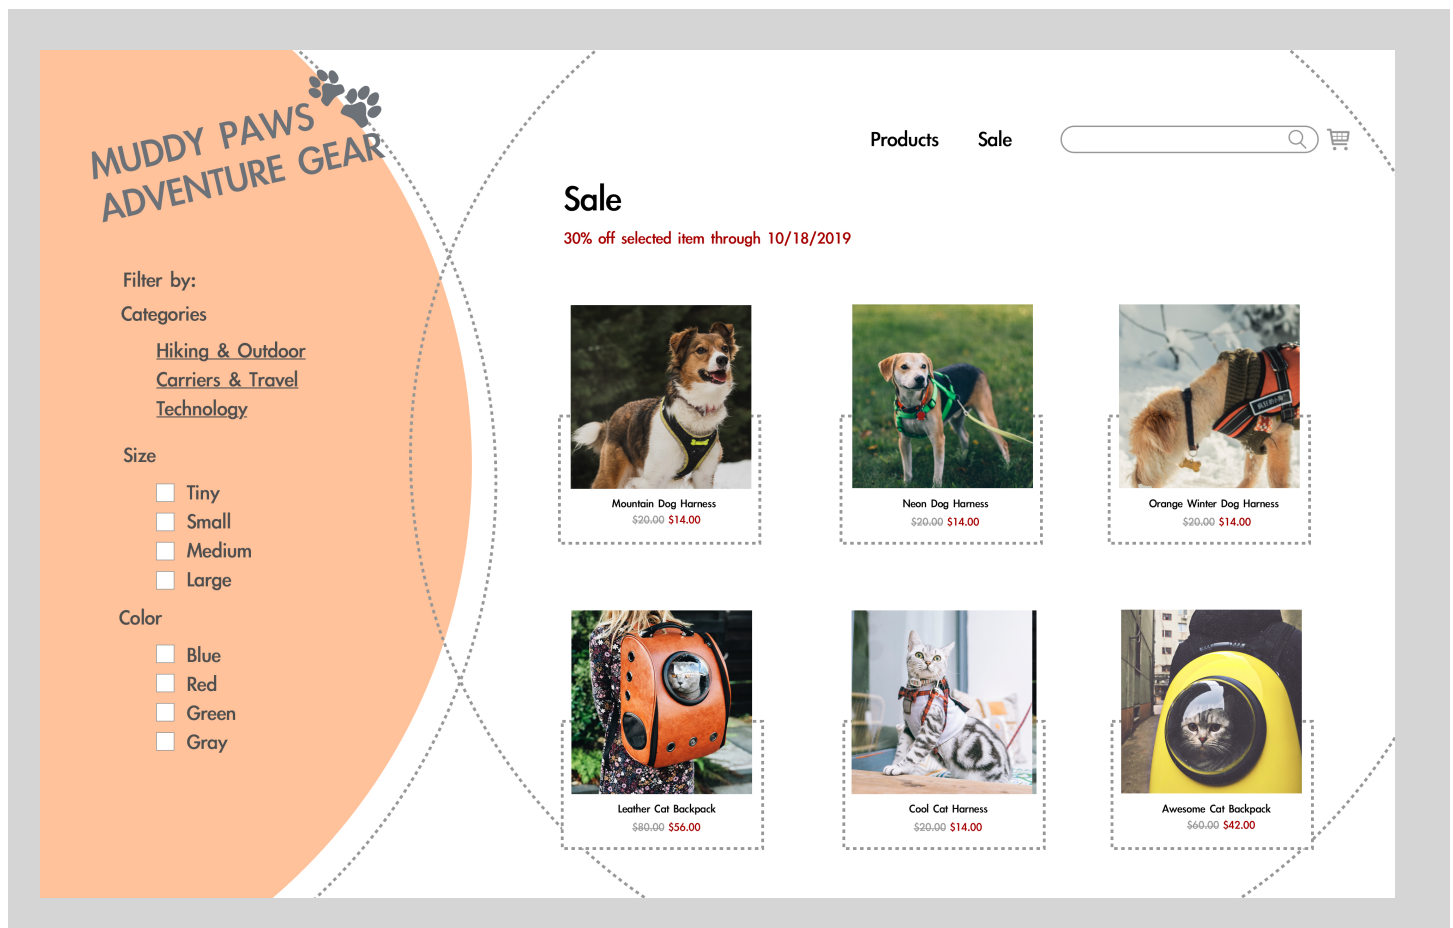 MUDDY PAWS
ADVENTURE GEAR
Products Sale
Sale
30% off selected item through 10/18/2019
Filter by:
Categories
Hiking & Outdoor
Carriers & Travel
Technology
Size
Tiny
Small
Medium
Large
Color
Blue
Red
Green
Gray
Mountain Dog Harness
$20.00 $14.00
Neon Dog Harness
$20.00 $14.00
Orange Winter Dog Harness
$20.00 $14.00
Leather Cat Backpack
$80.00 $56.00
Cool Cat Harness
$20.00 $14.00
Awesome Cat Backpack
$60.00 $42.00